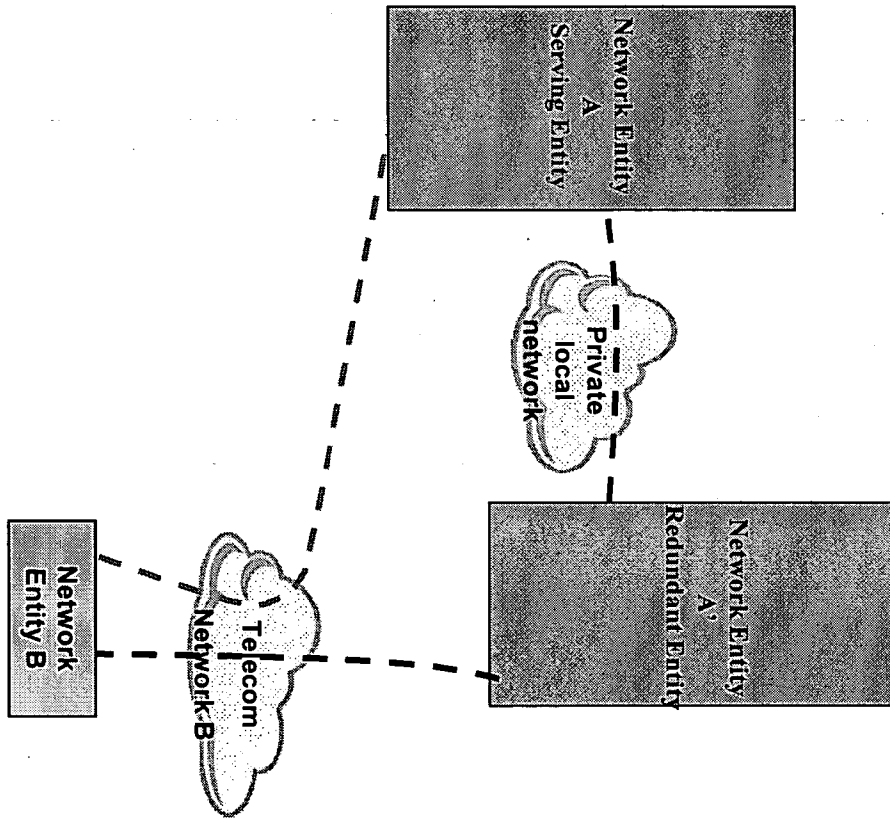 Network Entity
A
Serving Entity
Private
local
network
Network Entity
A'
Redundant Entity
Telecom
Network B
Network
Entity B